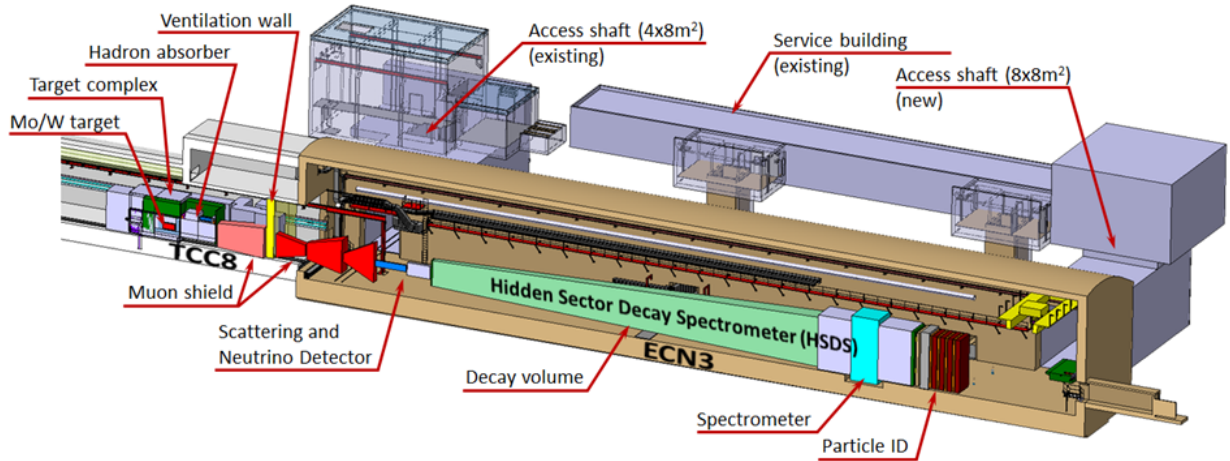 Ventilation wall
Hadron absorber
Target complex
Mo/W target
Access shaft (4x8m²)
(existing)
Service building
(existing)
Access shaft (8x8m²)
(new)
TCC8
Muon shield
Scattering and
Neutrino Detector
Hidden Sector Decay Spectrometer (HSDS)
ECN3
Decay volume
Spectrometer
Particle ID